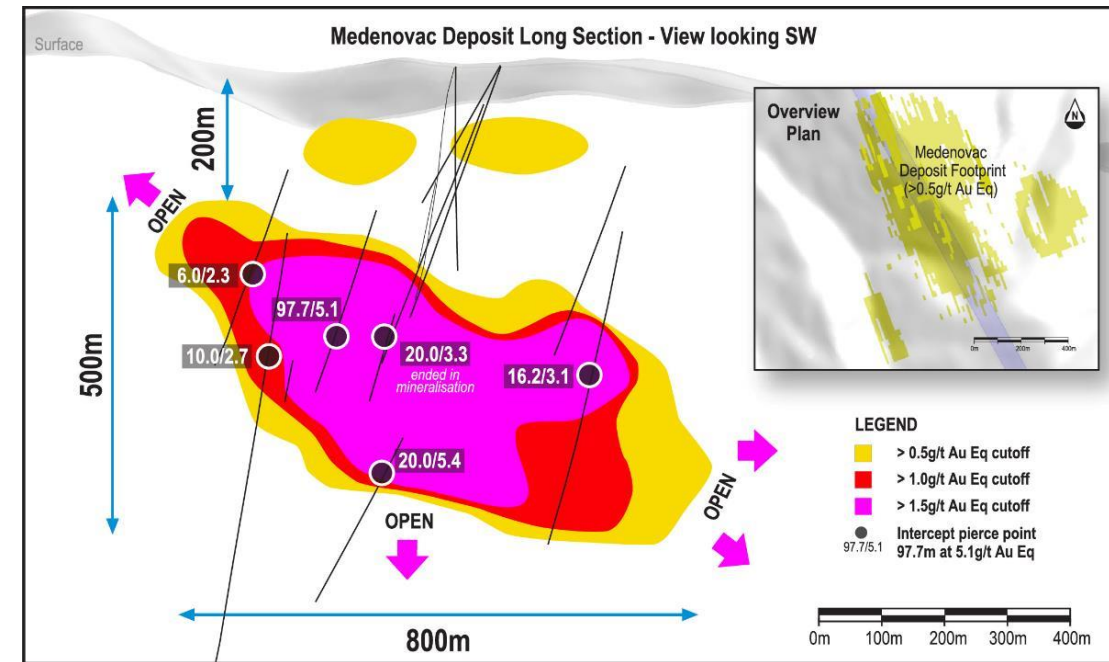 Medenovac Deposit Long Section - View looking SW
Surface
200m
500m
800m
OPEN
OPEN
OPEN
6.0/2.3
97.7/5.1
10.0/2.7
20.0/3.3
ended in
mineralisation
16.2/3.1
20.0/5.4
Overview
Plan
N
Medenovac
Deposit Footprint
(>0.5g/t Au Eq)
0m 200m 400m
LEGEND
> 0.5g/t Au Eq cutoff
> 1.0g/t Au Eq cutoff
> 1.5g/t Au Eq cutoff
97.7/5.1
Intercept pierce point
97.7m at 5.1g/t Au Eq
0m 100m 200m 300m 400m